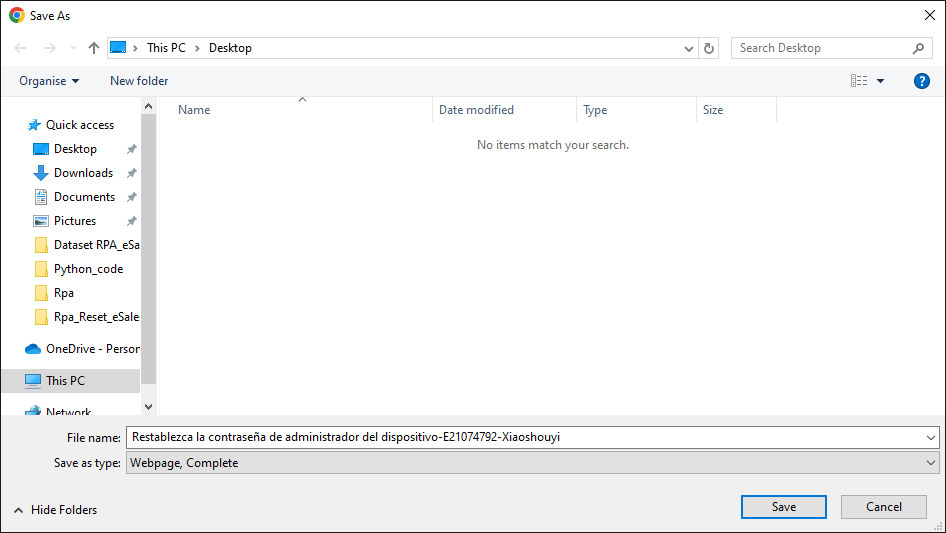 Save As
This PC > Desktop
Search Desktop
Organise New folder
Name Date modified Type Size
No items match your search.
Quick access
Desktop
Downloads
Documents
Pictures
Dataset RPA_eSa
Python_code
Rpa
Rpa_Reset_eSale
OneDrive - Person
This PC
Network
File name: Restablezca la contraseña de administrador del dispositivo-E21074792-Xiaoshouyi
Save as type: Webpage, Complete
Hide Folders
Save Cancel